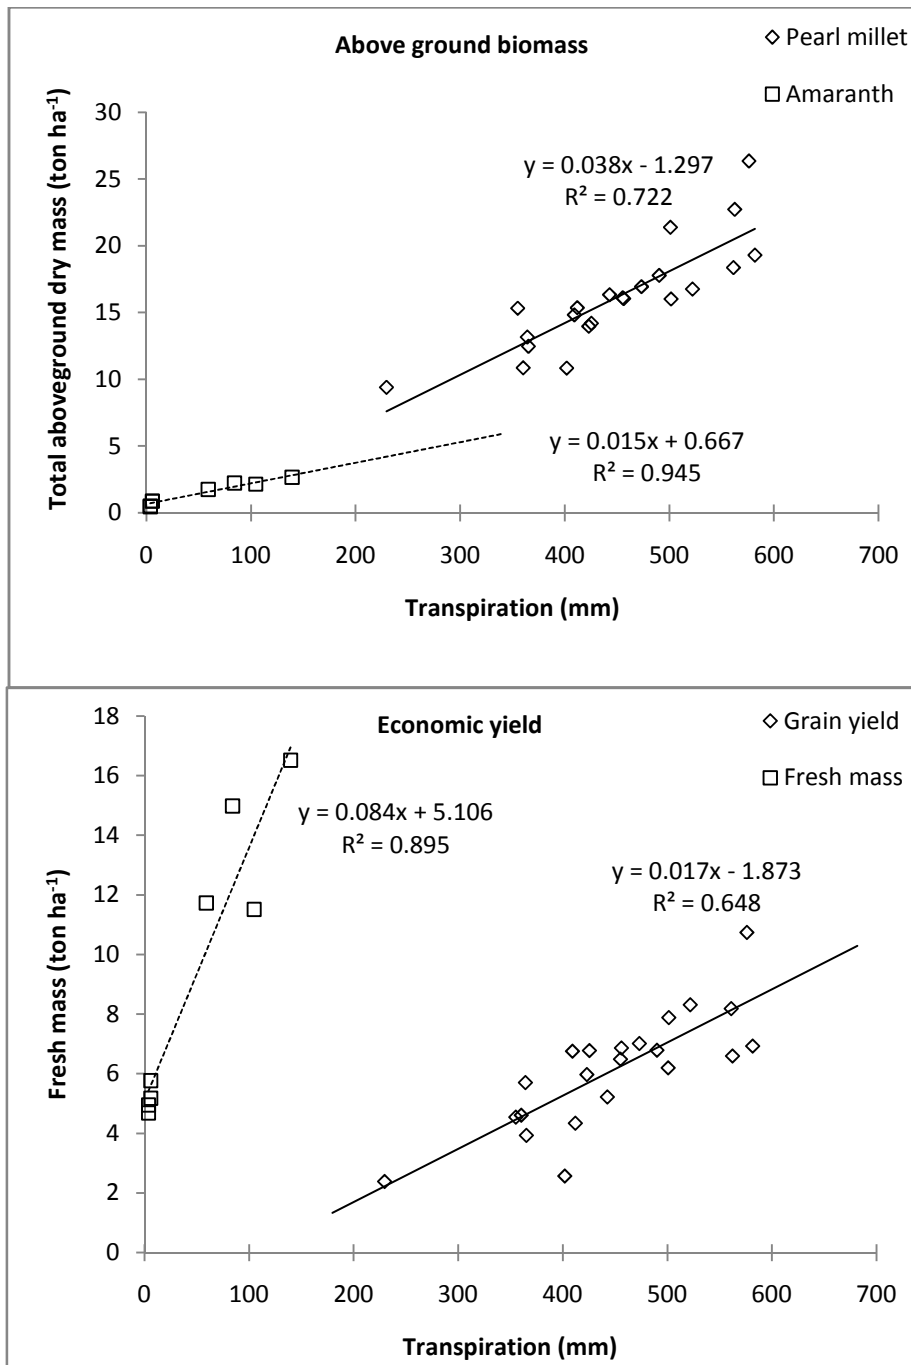 Above ground biomass
Pearl millet
Amaranth
Total aboveground dry mass (ton ha⁻¹)
30
25
20
15
10
5
0
y = 0.038x - 1.297
R² = 0.722
y = 0.015x + 0.667
R² = 0.945
0 100 200 300 400 500 600 700
Transpiration (mm)
Economic yield
Grain yield
Fresh mass
Fresh mass (ton ha⁻¹)
18
16
14
12
10
8
6
4
2
0
y = 0.084x + 5.106
R² = 0.895
y = 0.017x - 1.873
R² = 0.648
0 100 200 300 400 500 600 700
Transpiration (mm)